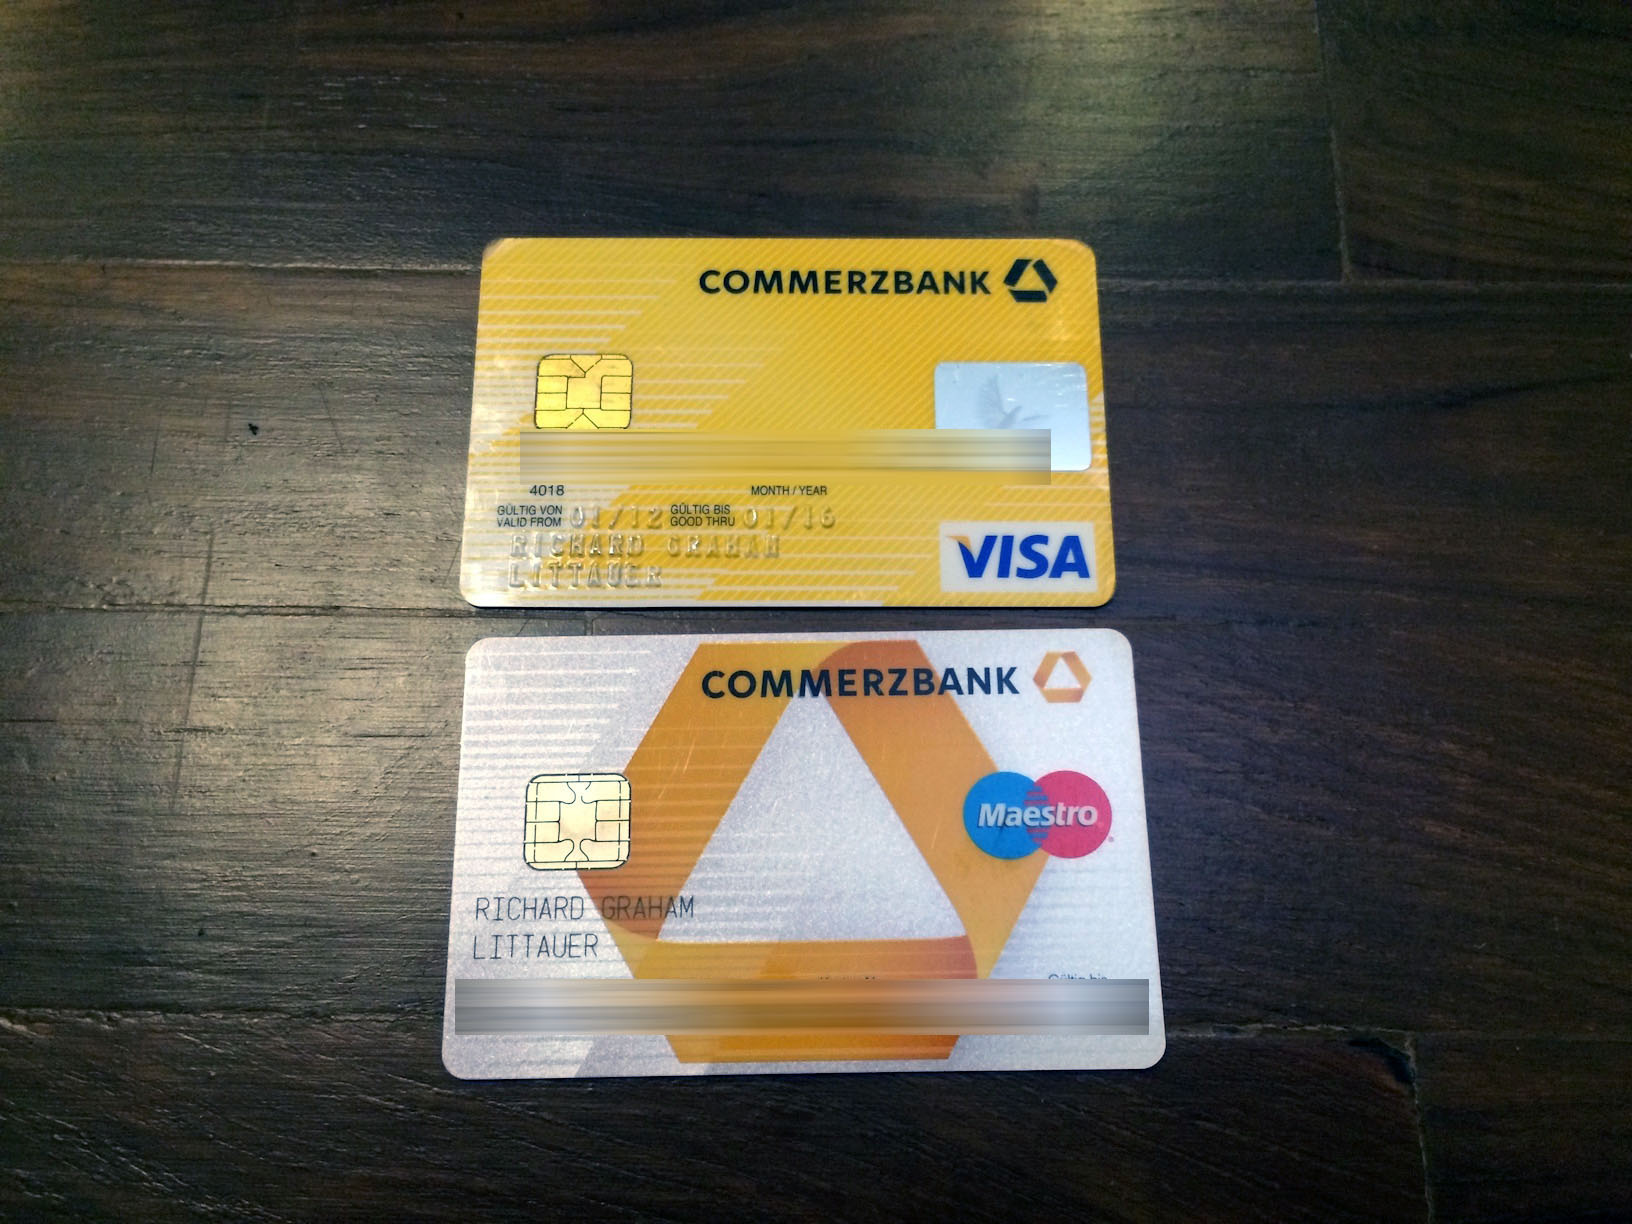 COMMERZBANK
4018
MONTH / YEAR
GÜLTIG VON
VALID FROM
01/12
GÜLTIG BIS
GOOD THRU
01/16
RICHARD GRAHAM
LITTAUER
VISA
COMMERZBANK
Maestro
RICHARD GRAHAM
LITTAUER